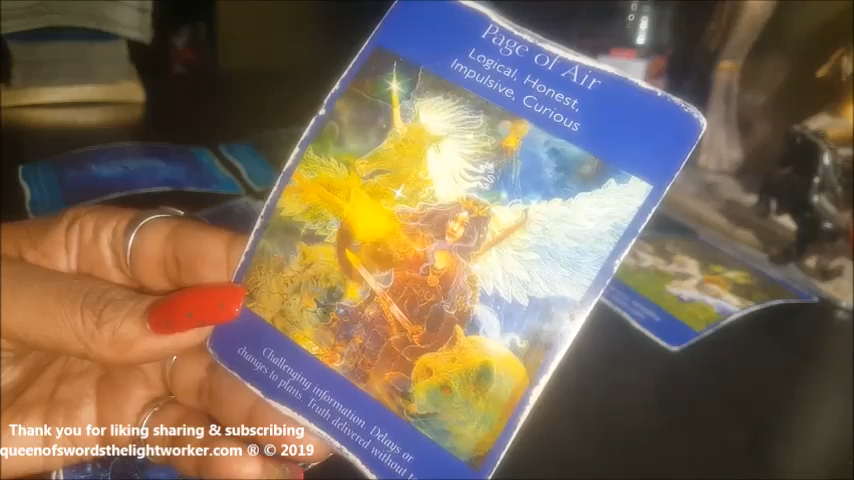 Page of Air
Logical, Honest,
Impulsive, Curious
Challenging information. Delays or
changes to plans. Truth delivered without
Thank you for liking sharing & subscribing
queenofswordsthelightworker.com ® © 2019